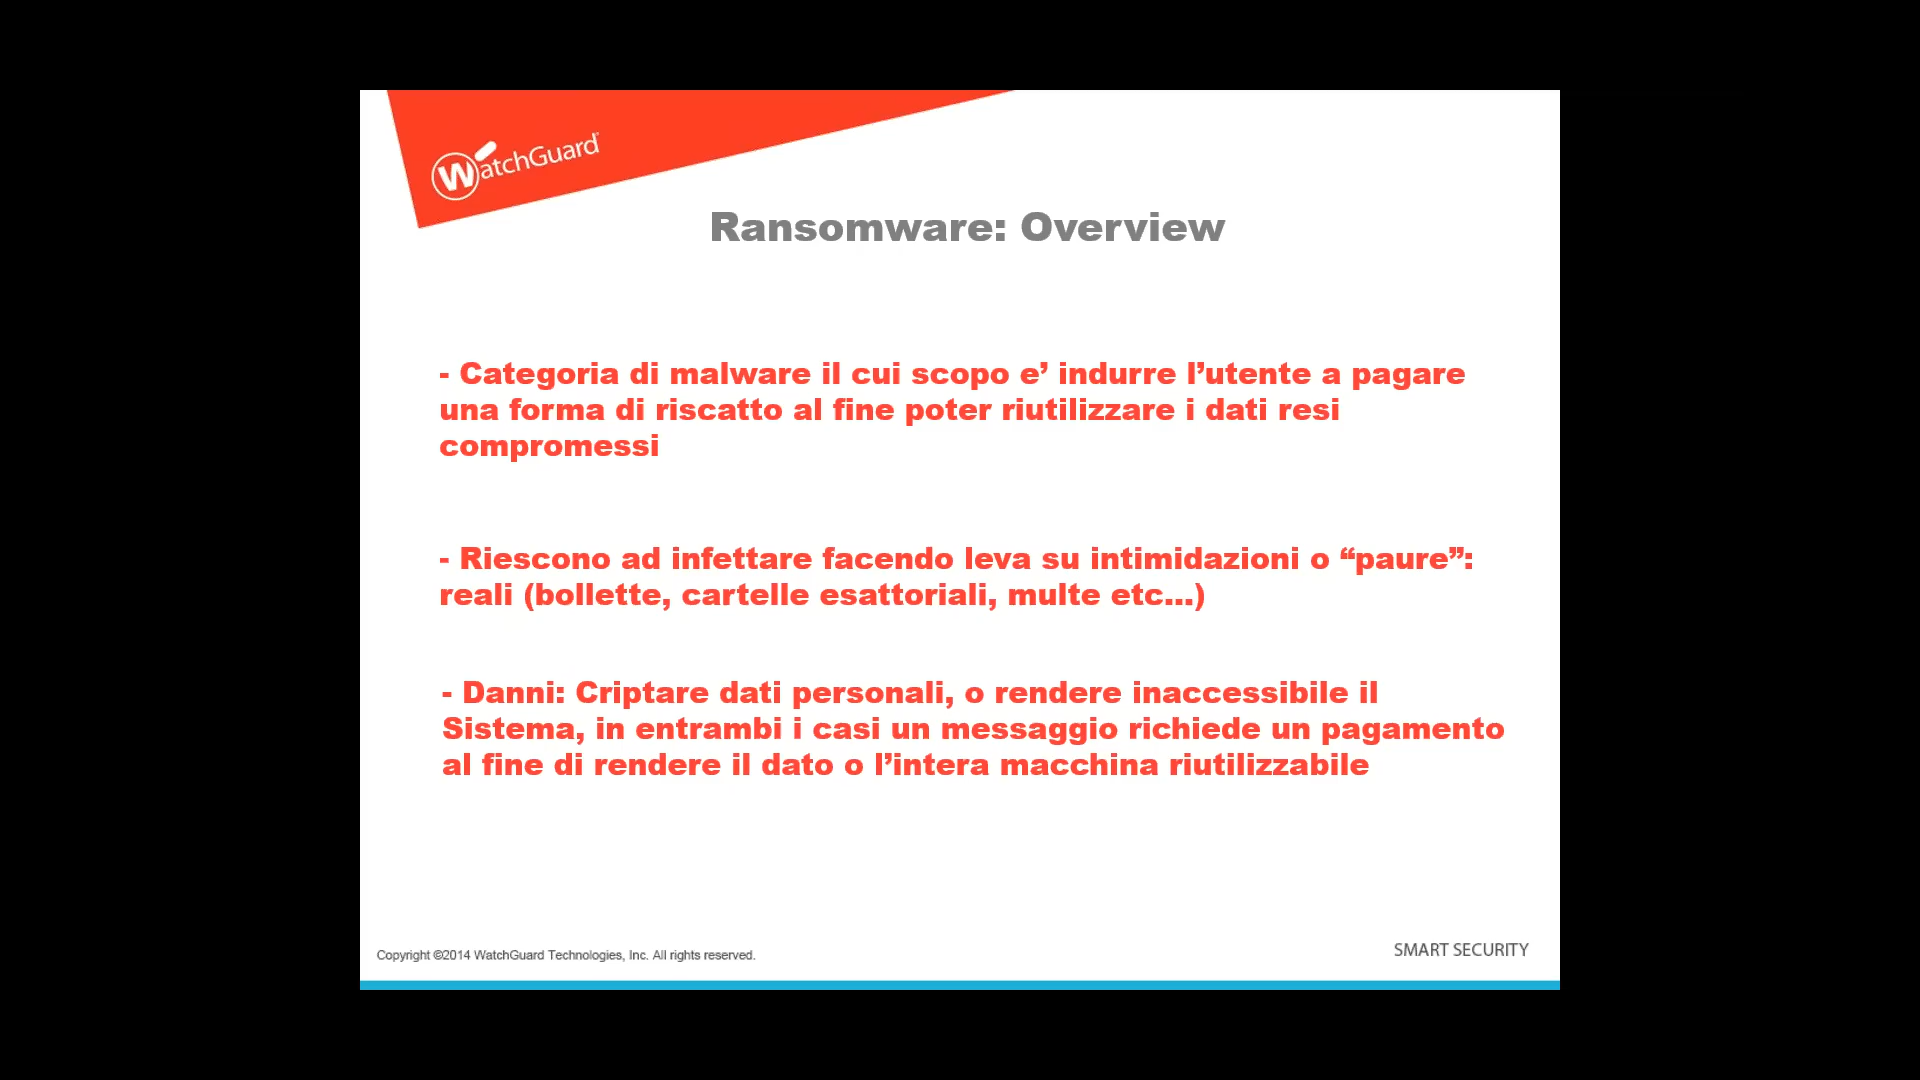 WatchGuard
Ransomware: Overview
- Categoria di malware il cui scopo e’ indurre l’utente a pagare
una forma di riscatto al fine poter riutilizzare i dati resi
compromessi
- Riescono ad infettare facendo leva su intimidazioni o “paure”:
reali (bollette, cartelle esattoriali, multe etc...)
- Danni: Criptare dati personali, o rendere inaccessibile il
Sistema, in entrambi i casi un messaggio richiede un pagamento
al fine di rendere il dato o l’intera macchina riutilizzabile
Copyright ©2014 WatchGuard Technologies, Inc. All rights reserved.
SMART SECURITY